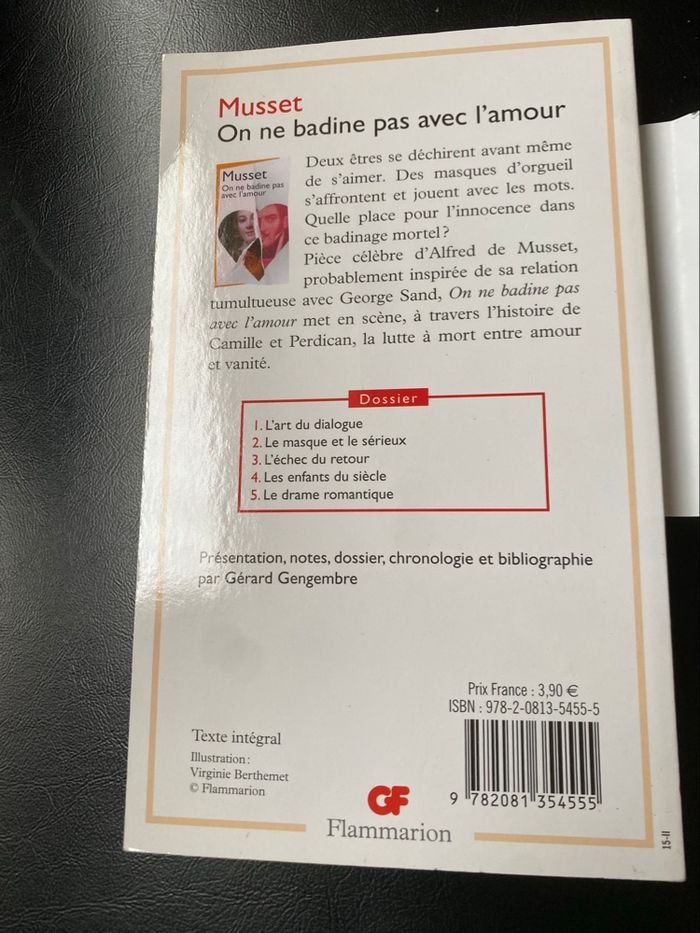 Musset
On ne badine pas avec l'amour
Musset
On ne badine pas
avec l'amour
Deux êtres se déchirent avant même
de s'aimer. Des masques d'orgueil
s'affrontent et jouent avec les mots.
Quelle place pour l'innocence dans
ce badinage mortel ?
Pièce célèbre d'Alfred de Musset,
probablement inspirée de sa relation
tumultueuse avec George Sand, On ne badine pas
avec l'amour met en scène, à travers l'histoire de
Camille et Perdican, la lutte à mort entre amour
et vanité.
Dossier
1. L'art du dialogue
2. Le masque et le sérieux
3. L'échec du retour
4. Les enfants du siècle
5. Le drame romantique
Présentation, notes, dossier, chronologie et bibliographie
par Gérard Gengembre
Prix France : 3,90 €
ISBN : 978-2-0813-5455-5
Texte intégral
Illustration :
Virginie Berthemet
© Flammarion
9 782081 354555
GF
Flammarion
15-II